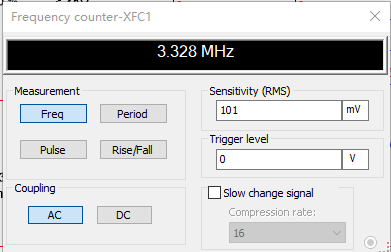 Frequency counter-XFC1
3.328 MHz
Measurement
Freq
Period
Pulse
Rise/Fall
Coupling
AC
DC
Sensitivity (RMS)
101
mV
Trigger level
0
V
Slow change signal
Compression rate:
16